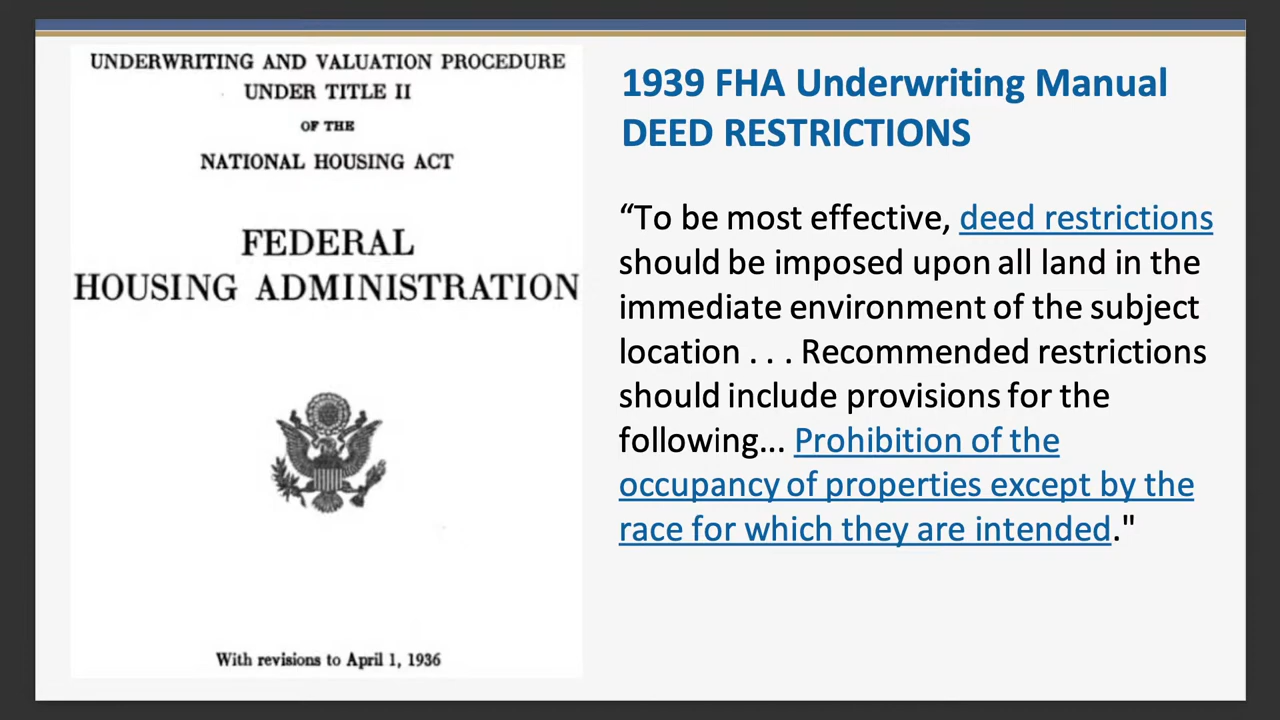 UNDERWRITING AND VALUATION PROCEDURE
UNDER TITLE II
OF THE
NATIONAL HOUSING ACT
FEDERAL
HOUSING ADMINISTRATION
With revisions to April 1, 1936
1939 FHA Underwriting Manual
DEED RESTRICTIONS
“To be most effective, deed restrictions
should be imposed upon all land in the
immediate environment of the subject
location . . . Recommended restrictions
should include provisions for the
following... Prohibition of the
occupancy of properties except by the
race for which they are intended."